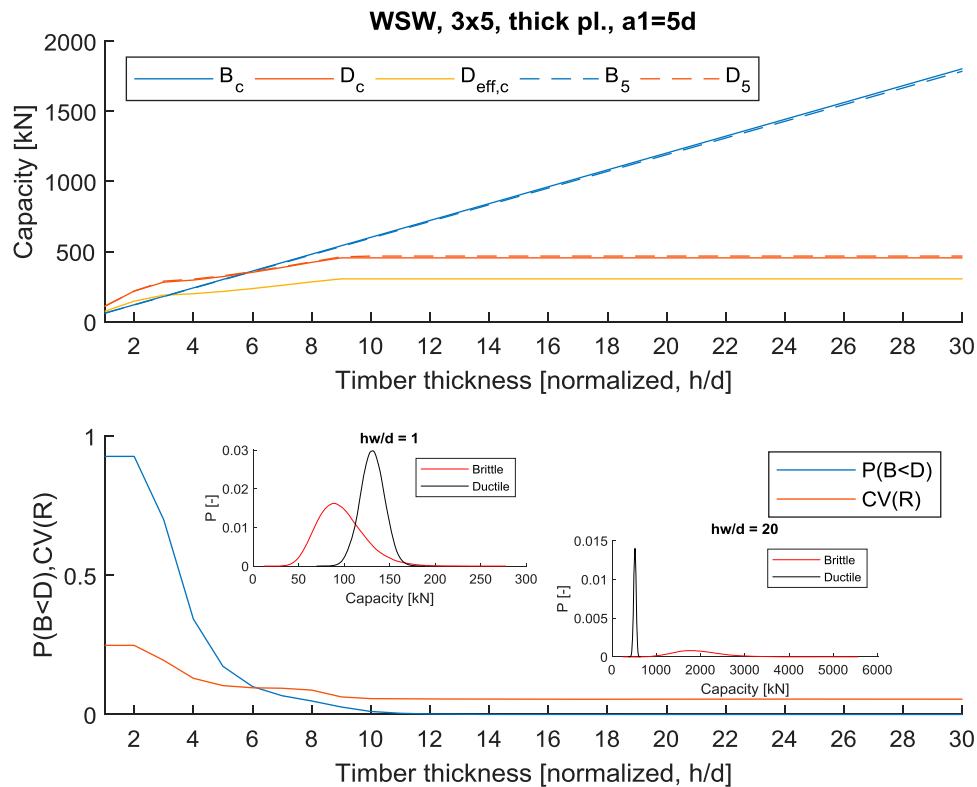 WSW, 3x5, thick pl., a1=5d
2000
1500
1000
500
0
Capacity [kN]
B_c D_c D_eff,c B_5 D_5
2 4 6 8 10 12 14 16 18 20 22 24 26 28 30
Timber thickness [normalized, h/d]
1
0.5
0
P(B<D),CV(R)
P(B<D)
CV(R)
hw/d = 1
0.03
0.02
0.01
0
P [-]
Brittle
Ductile
0 50 100 150 200 250 300
Capacity [kN]
hw/d = 20
0.015
0.01
0.005
0
P [-]
Brittle
Ductile
0 1000 2000 3000 4000 5000 6000
Capacity [kN]
2 4 6 8 10 12 14 16 18 20 22 24 26 28 30
Timber thickness [normalized, h/d]